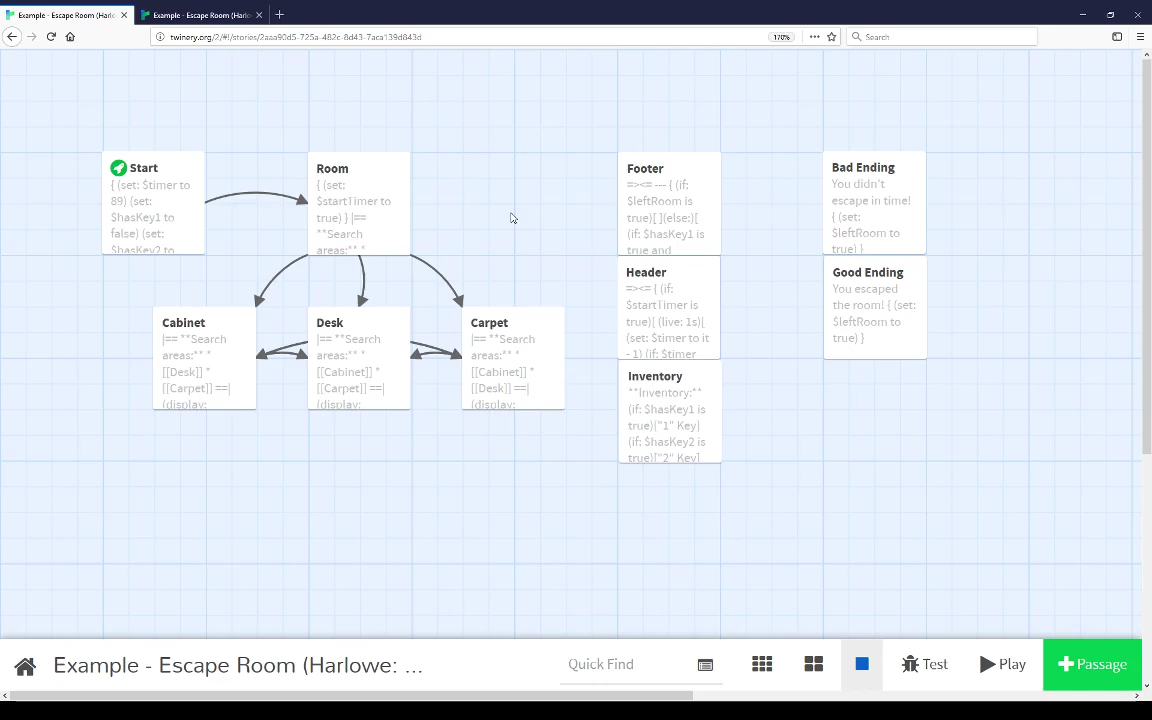 Example - Escape Room (Harlo
Example - Escape Room (Harlo
twinery.org/2/#!/stories/2aaa90d5-725a-482c-8d43-7aca139d843d
170%
Search
Start
{ (set: $timer to
89) (set:
$hasKey1 to
false) (set:
$hasKey2 to
Room
{ (set:
$startTimer to
true) } |==
**Search
areas:** *
Cabinet
|== **Search
areas:** *
[[Desk]] *
[[Carpet]] ==|
(display:
Desk
|== **Search
areas:** *
[[Cabinet]] *
[[Carpet]] ==|
(display:
Carpet
|== **Search
areas:** *
[[Cabinet]] *
[[Desk]] ==|
(display:
Footer
=><= --- { (if:
$leftRoom is
true)[ ](else:)[
(if: $hasKey1 is
true and
Header
=><= { (if:
$startTimer is
true)[ (live: 1s)[
(set: $timer to it
- 1) (if: $timer
Inventory
**Inventory:**
(if: $hasKey1 is
true)["1" Key]
(if: $hasKey2 is
true)["2" Key]
Bad Ending
You didn't
escape in time!
{ (set:
$leftRoom to
true) }
Good Ending
You escaped
the room! { (set:
$leftRoom to
true) }
Example - Escape Room (Harlowe: ...
Quick Find
Test
Play
Passage